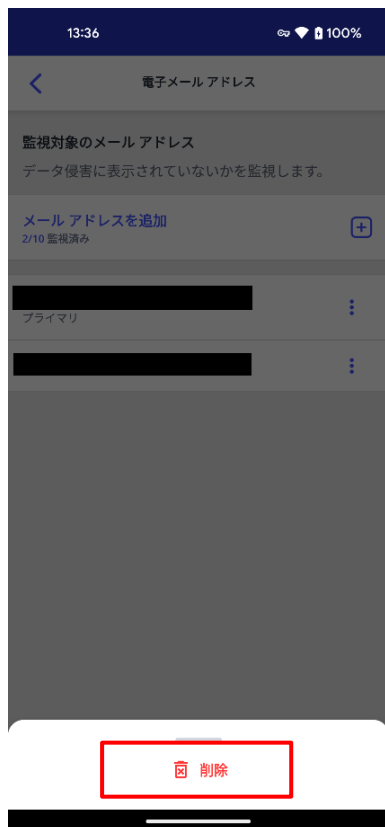 13:36
100%
電子メール アドレス
監視対象のメール アドレス
データ侵害に表示されていないかを監視します。
メール アドレスを追加
2/10 監視済み
プライマリ
削除